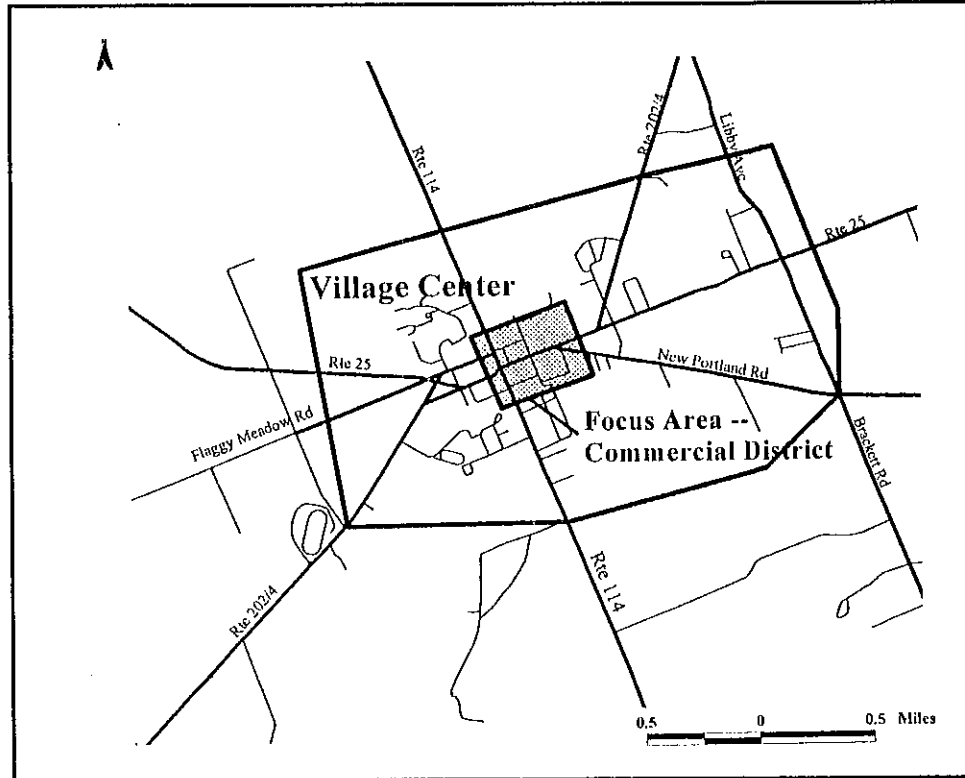 Rte 114
Rte 202/4
Libby Ave
Rte 25
Village Center
Rte 25
New Portland Rd
Flaggy Meadow Rd
Focus Area --
Commercial District
Brackett Rd
Rte 202/4
Rte 114
0.5 0 0.5 Miles